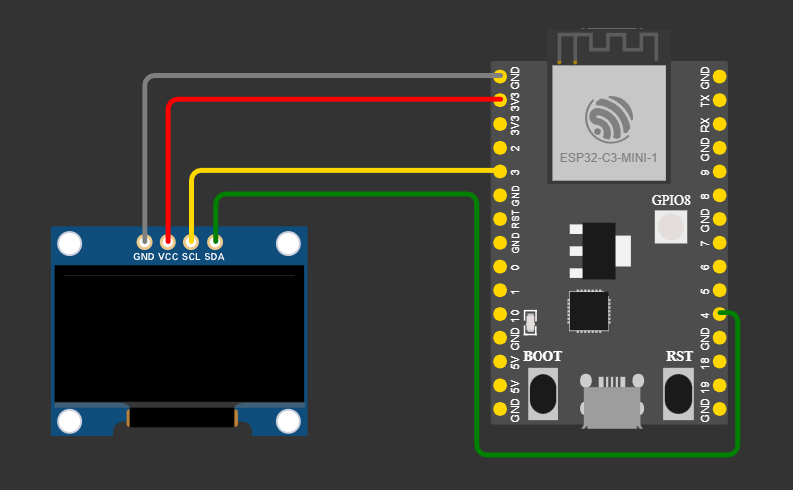 GND
3V3
3V3
2
3
GND
RST
GND
0
1
10
GND
5V
5V
GND
ESP32-C3-MINI-1
GPIO8
BOOT
RST
GND
TX
RX
GND
9
8
GND
7
6
5
4
GND
18
19
GND
GND VCC SCL SDA